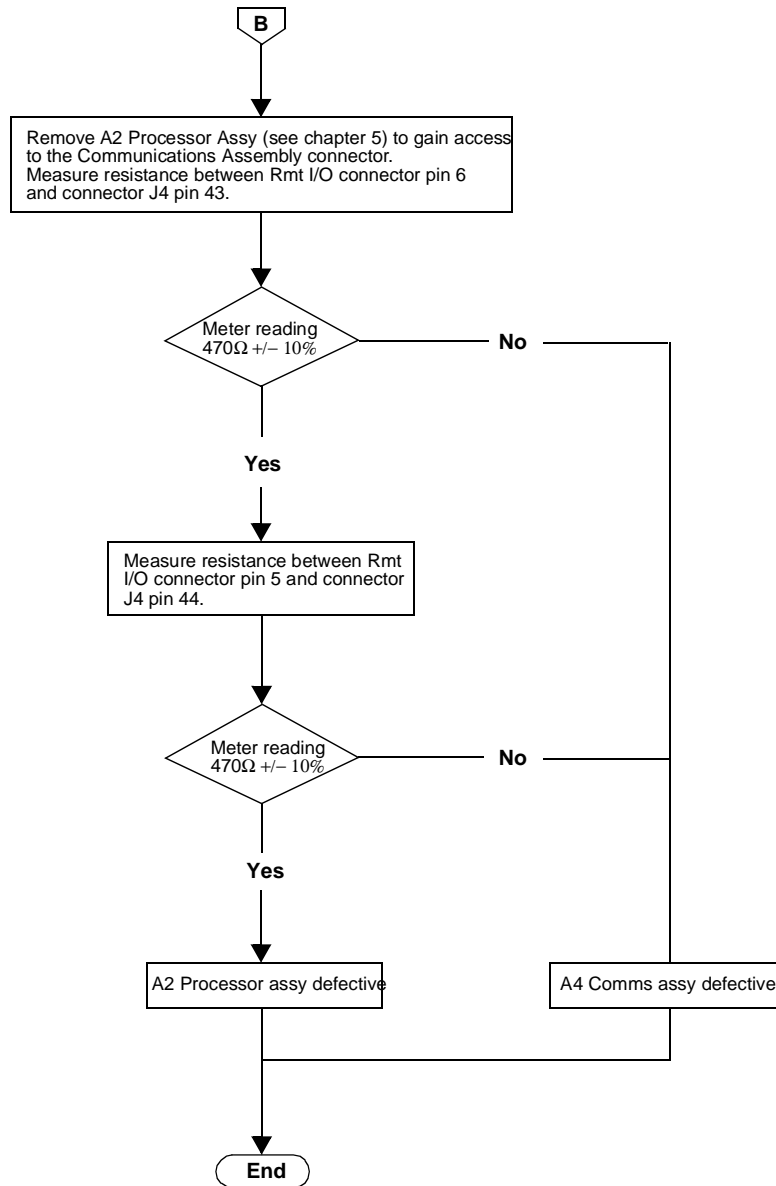 B
Remove A2 Processor Assy (see chapter 5) to gain access
to the Communications Assembly connector.
Measure resistance between Rmt I/O connector pin 6
and connector J4 pin 43.
Meter reading
470Ω +/− 10%
No
Yes
Measure resistance between Rmt
I/O connector pin 5 and connector
J4 pin 44.
Meter reading
470Ω +/− 10%
No
Yes
A2 Processor assy defective
A4 Comms assy defective
End